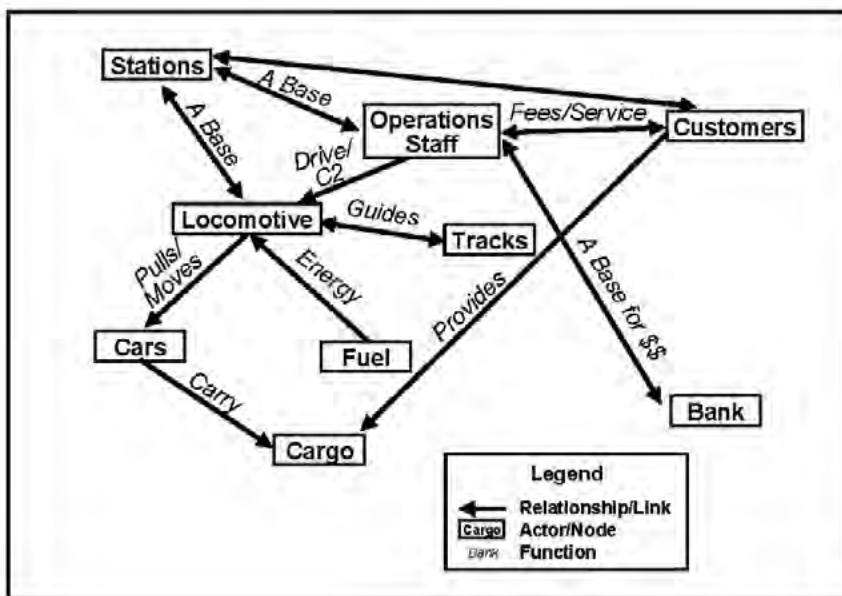 Stations
A Base
Operations
Staff
Fees/Service
Customers
A Base
Drive/
C2
Locomotive
Guides
Tracks
Pulls/
Moves
Energy
Provides
A Base for $$
Cars
Fuel
Carry
Bank
Cargo
Legend
Relationship/Link
Cargo
Actor/Node
Bank
Function